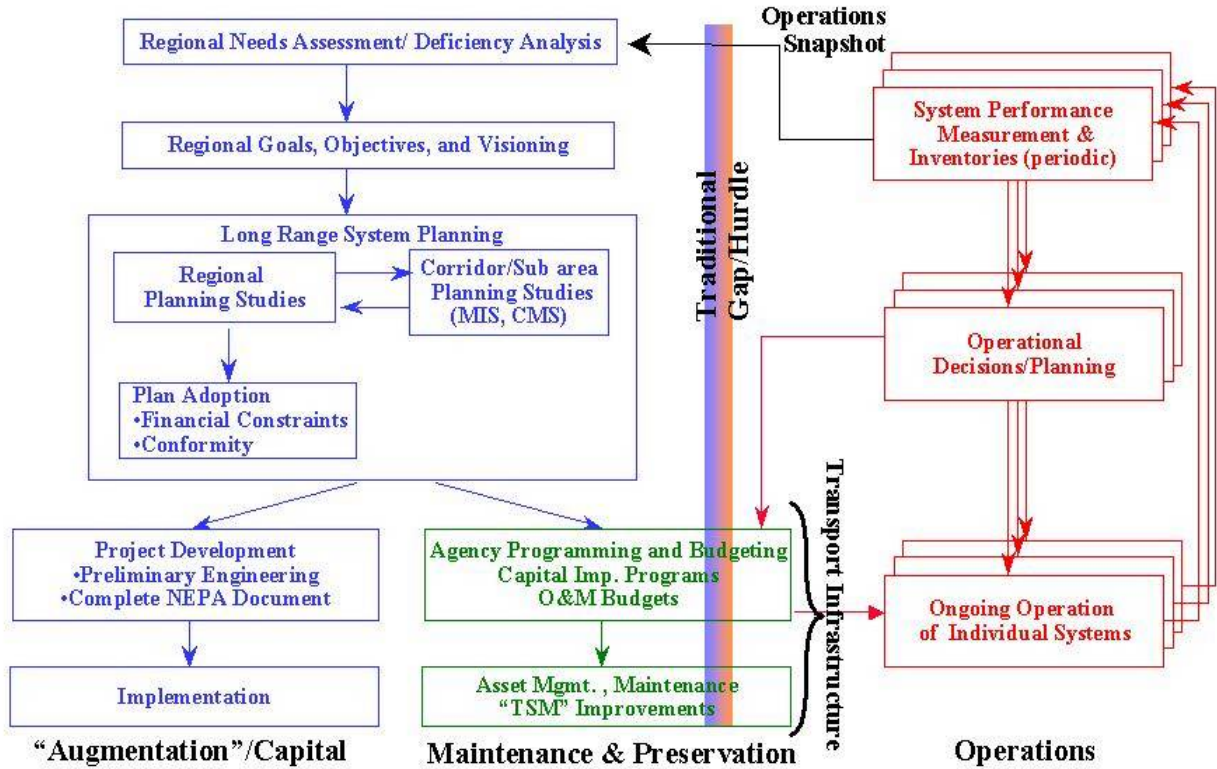 Operations
Snapshot
Regional Needs Assessment/ Deficiency Analysis
Regional Goals, Objectives, and Visioning
Long Range System Planning
Regional
Planning Studies
Corridor/Sub area
Planning Studies
(MIS, CMS)
Plan Adoption
•Financial Constraints
•Conformity
Project Development
•Preliminary Engineering
•Complete NEPA Document
Implementation
"Augmentation"/Capital
Agency Programming and Budgeting
Capital Imp. Programs
O&M Budgets
Asset Mgmt. , Maintenance
“TSM” Improvements
Maintenance & Preservation
Traditional
Gap/Hurdle
Transport Infrastructure
System Performance
Measurement &
Inventories (periodic)
Operational
Decisions/Planning
Ongoing Operation
of Individual Systems
Operations